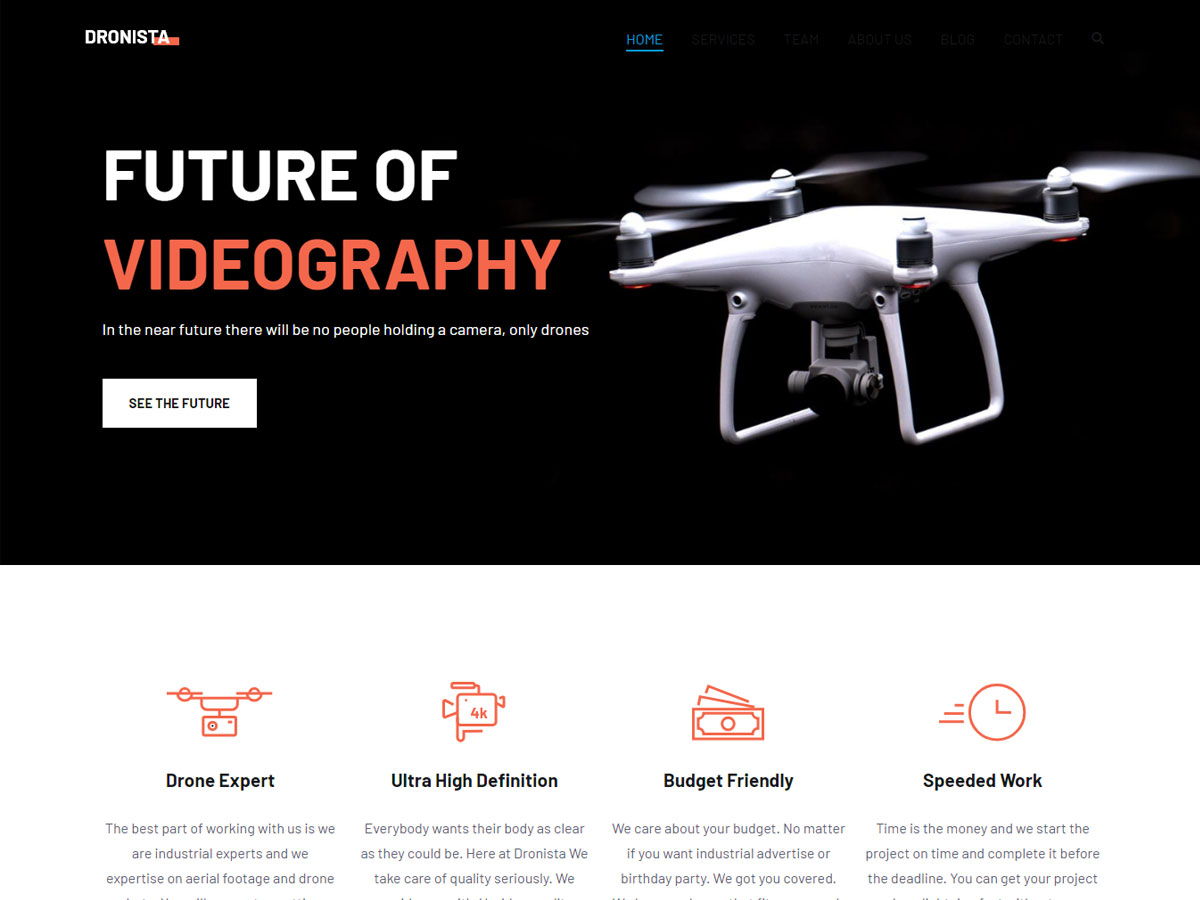 DRONISTA
HOME SERVICES TEAM ABOUT US BLOG CONTACT
FUTURE OF
VIDEOGRAPHY
In the near future there will be no people holding a camera, only drones
SEE THE FUTURE
4k
Drone Expert
The best part of working with us is we
are industrial experts and we
expertise on aerial footage and drone
Ultra High Definition
Everybody wants their body as clear
as they could be. Here at Dronista We
take care of quality seriously. We
Budget Friendly
We care about your budget. No matter
if you want industrial advertise or
birthday party. We got you covered.
Speeded Work
Time is the money and we start the
project on time and complete it before
the deadline. You can get your project